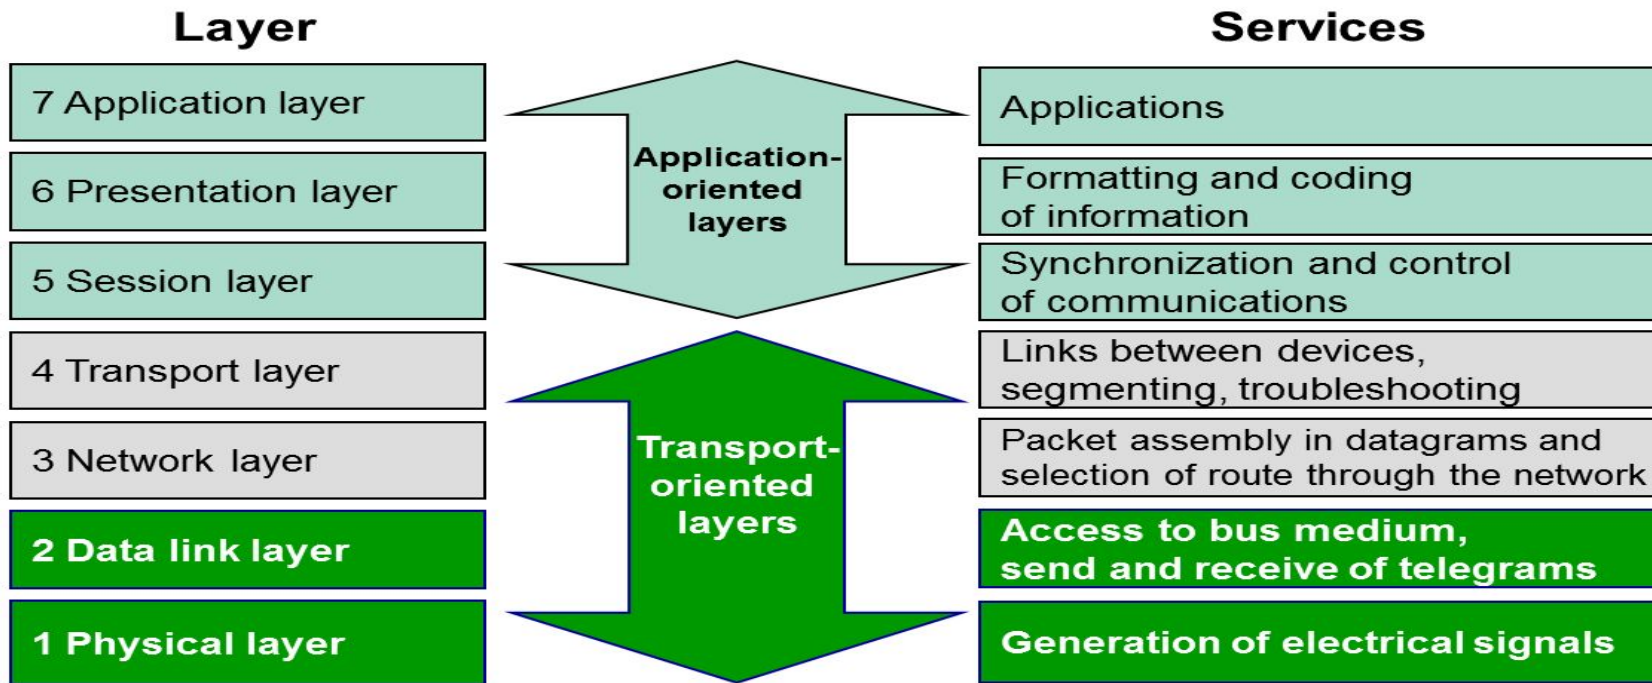 Layer
Services
7 Application layer
Applications
6 Presentation layer
Formatting and coding
of information
5 Session layer
Synchronization and control
of communications
Application-
oriented
layers
4 Transport layer
Links between devices,
segmenting, troubleshooting
3 Network layer
Packet assembly in datagrams and
selection of route through the network
2 Data link layer
Access to bus medium,
send and receive of telegrams
1 Physical layer
Generation of electrical signals
Transport-
oriented
layers